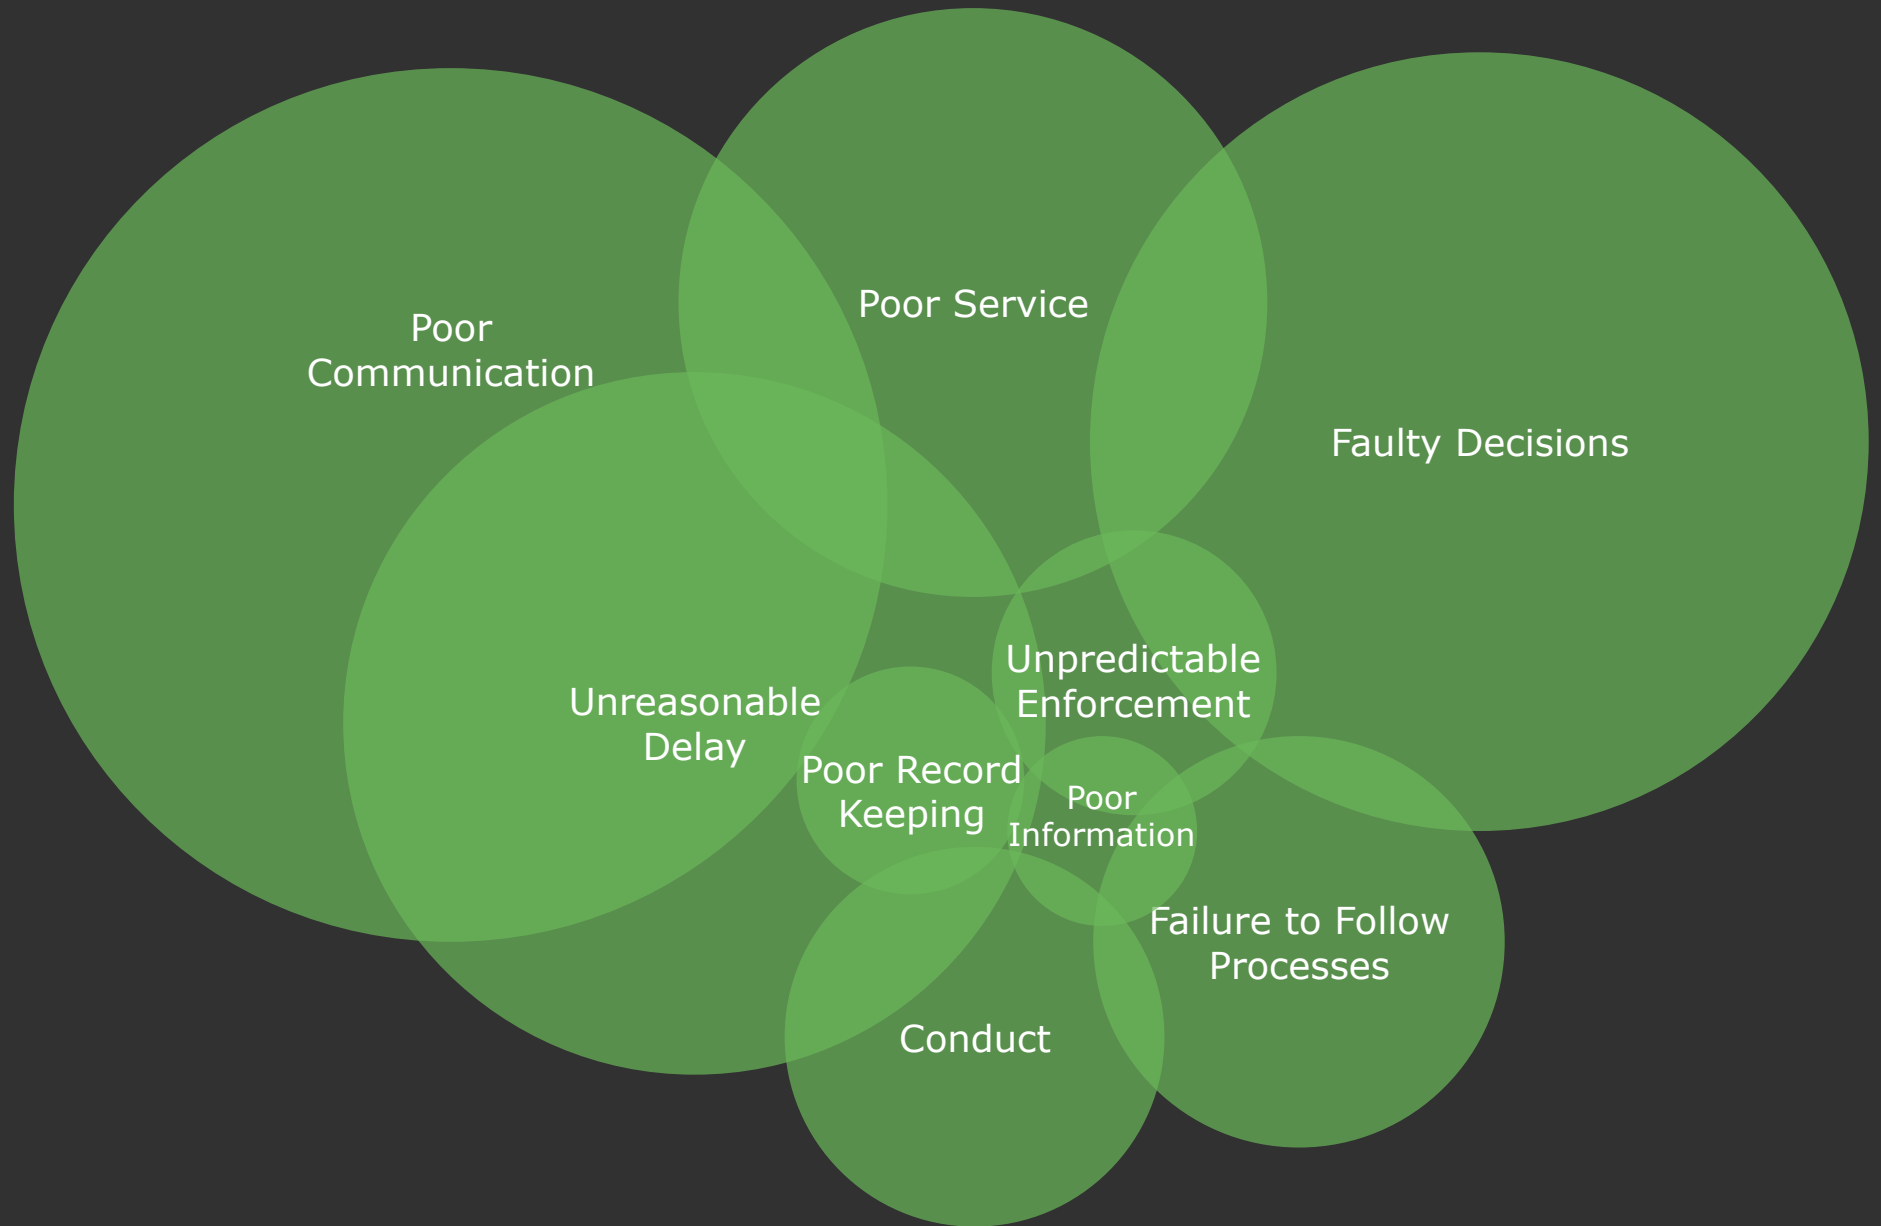 Poor
Communication
Poor Service
Faulty Decisions
Unreasonable
Delay
Poor Record
Keeping
Unpredictable
Enforcement
Poor
Information
Failure to Follow
Processes
Conduct